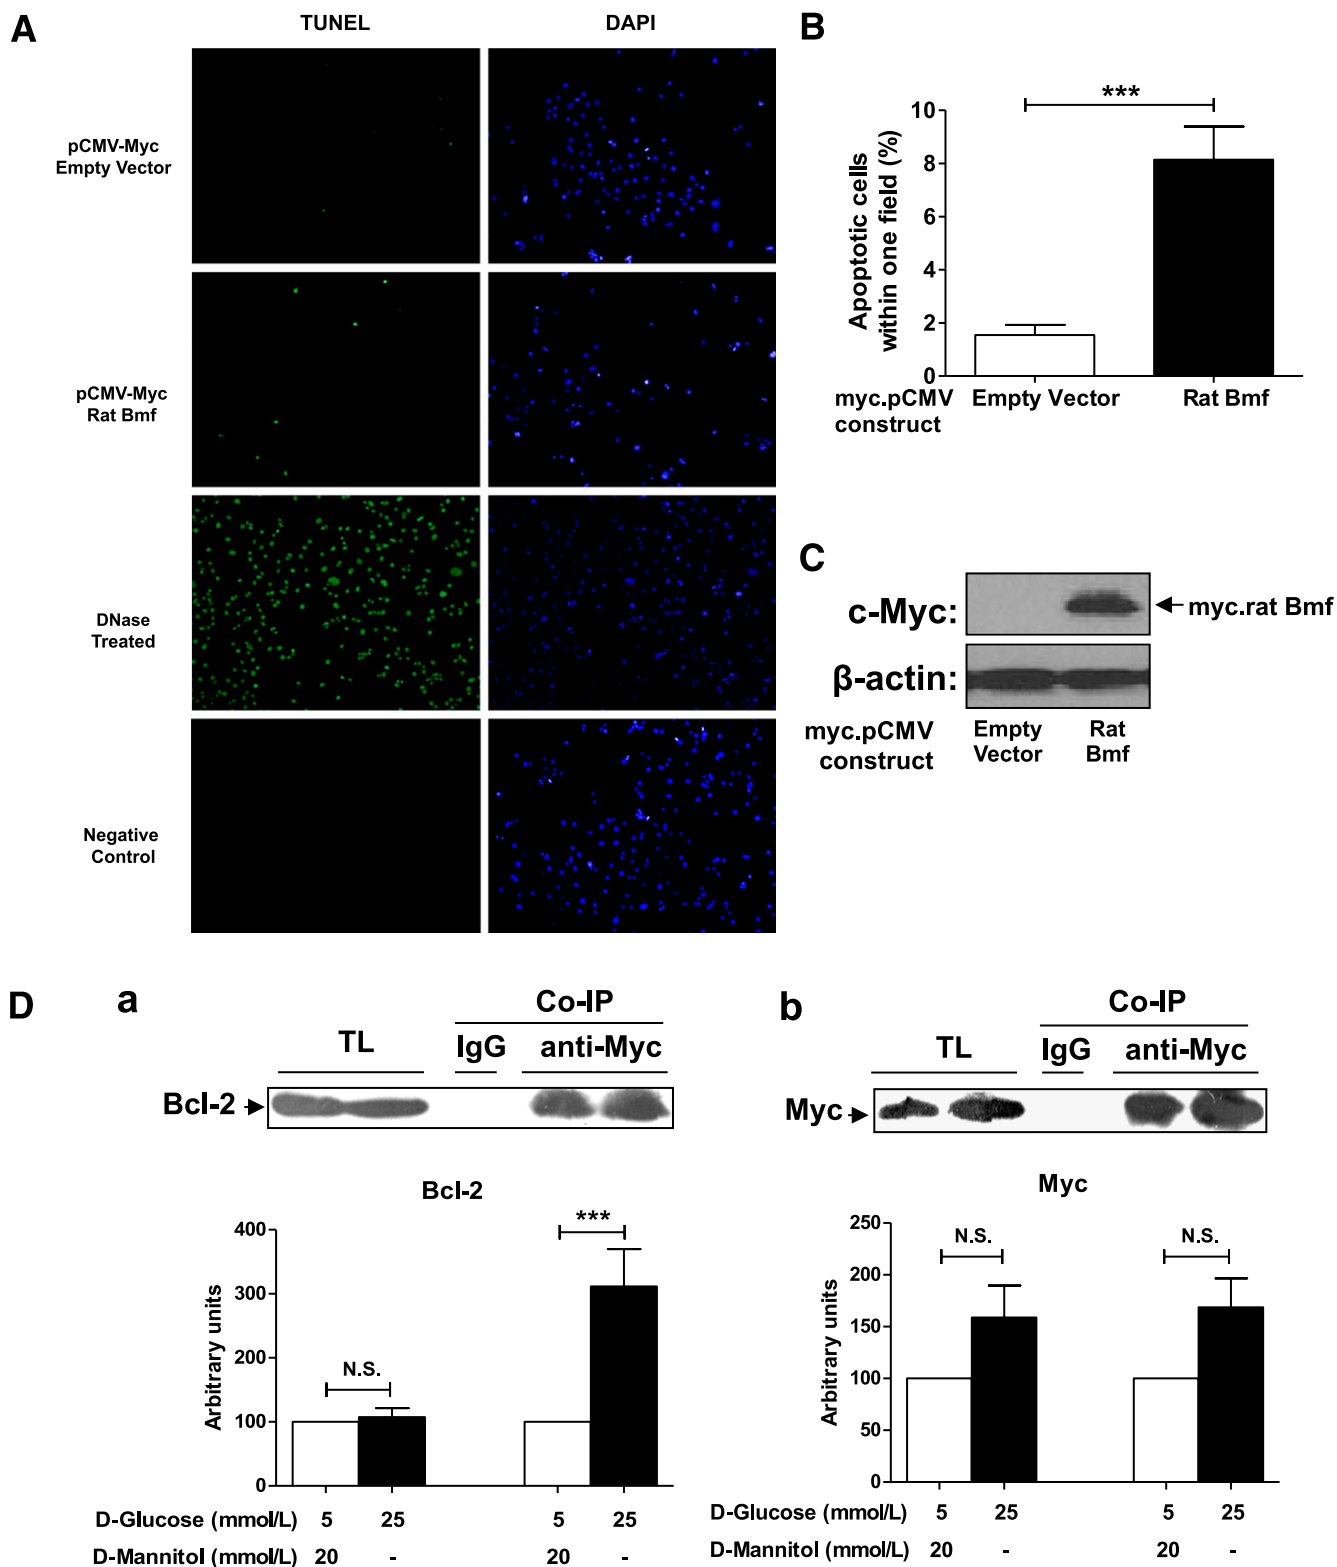 A
TUNEL
DAPI
pCMV-Myc
Empty Vector
pCMV-Myc
Rat Bmf
DNase
Treated
Negative
Control
B
***
10
8
6
4
2
0
Apoptotic cells
within one field (%)
myc.pCMV
construct
Empty Vector
Rat Bmf
C
c-Myc:
myc.rat Bmf
β-actin:
myc.pCMV
construct
Empty
Vector
Rat
Bmf
D
a
Co-IP
TL
IgG
anti-Myc
Bcl-2
Bcl-2
400
300
200
100
0
Arbitrary units
N.S.
***
D-Glucose (mmol/L) 5 25 5 25
D-Mannitol (mmol/L) 20 - 20 -
b
Co-IP
TL
IgG
anti-Myc
Myc
Myc
250
200
150
100
50
0
Arbitrary units
N.S.
N.S.
D-Glucose (mmol/L) 5 25 5 25
D-Mannitol (mmol/L) 20 - 20 -